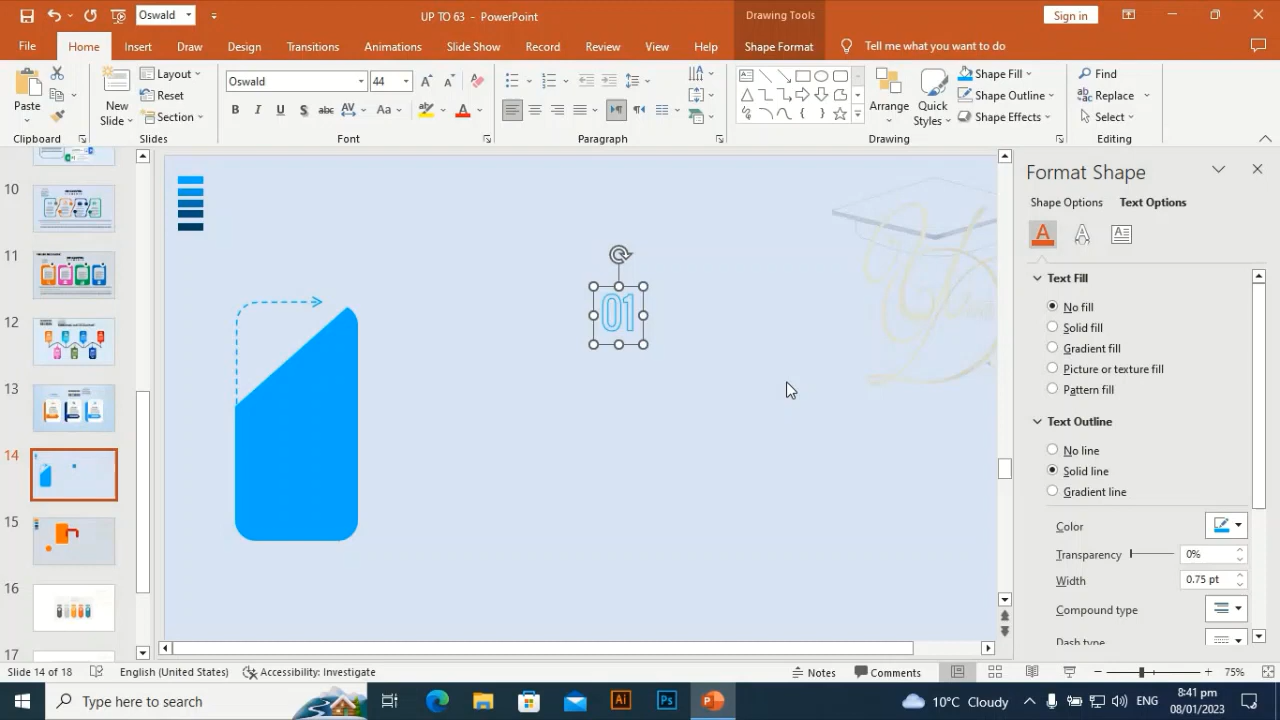 Oswald
UP TO 63 - PowerPoint
Drawing Tools
Sign in
File
Home
Insert
Draw
Design
Transitions
Animations
Slide Show
Record
Review
View
Help
Shape Format
Tell me what you want to do
Paste
New
Slide
Layout
Reset
Section
Oswald
44
B
I
U
S
abc
AV
Aa
A
Arrange
Quick
Styles
Shape Fill
Shape Outline
Shape Effects
Find
Replace
Select
Clipboard
Slides
Font
Paragraph
Drawing
Editing
10
11
12
13
14
15
16
17
01
Format Shape
Shape Options
Text Options
Text Fill
No fill
Solid fill
Gradient fill
Picture or texture fill
Pattern fill
Text Outline
No line
Solid line
Gradient line
Color
Transparency
0%
Width
0.75 pt
Compound type
Dash type
Slide 14 of 18
English (United States)
Accessibility: Investigate
Notes
Comments
75%
Type here to search
10°C Cloudy
ENG
8:41 pm
08/01/2023